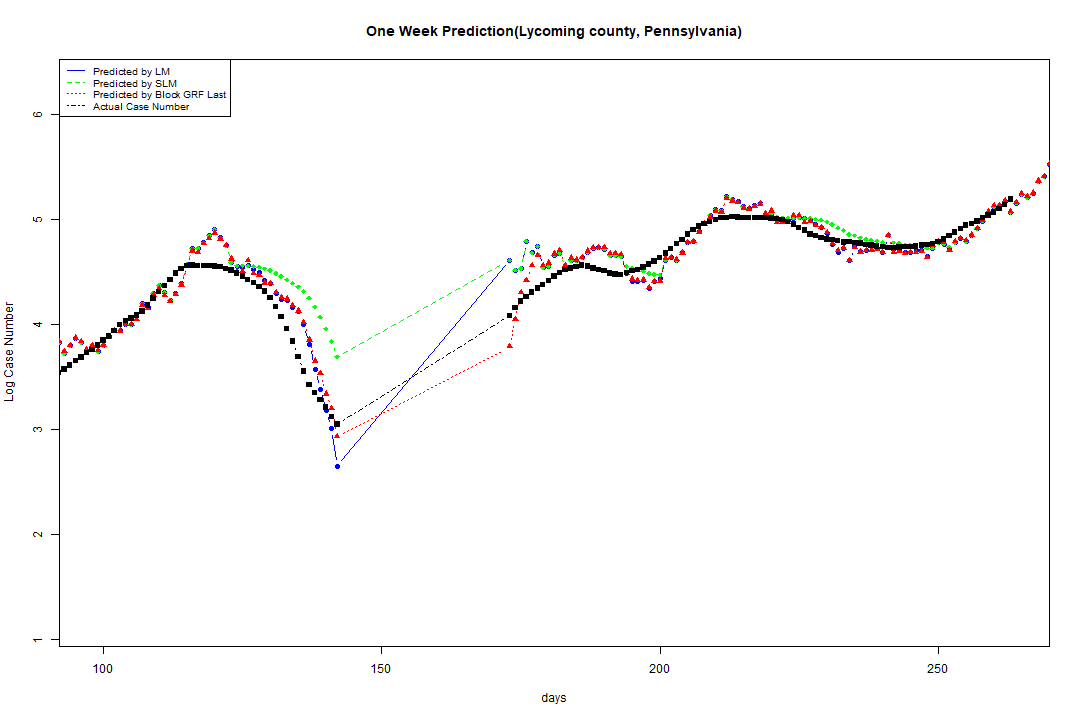 One Week Prediction(Lycoming county, Pennsylvania)
Predicted by LM
Predicted by SLM
Predicted by Block GRF Last
Actual Case Number
6
5
4
3
2
1
Log Case Number
100 150 200 250
days